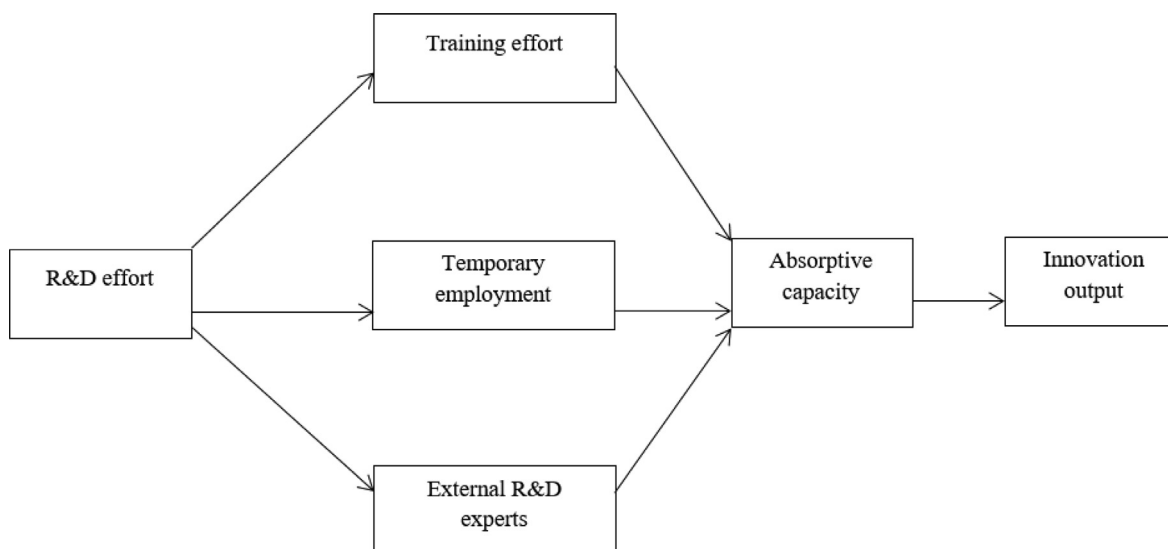 Training effort
R&D effort
Temporary
employment
Absorptive
capacity
Innovation
output
External R&D
experts